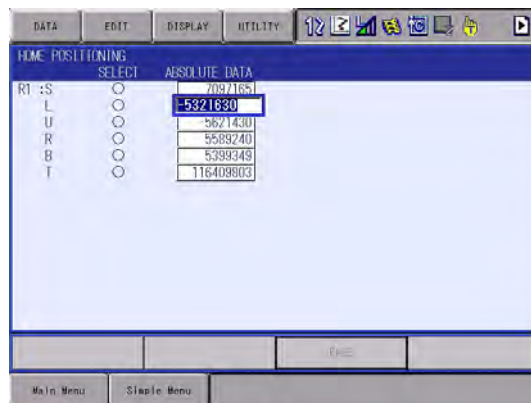 DATA EDIT DISPLAY UTILITY
HOME POSITIONING
SELECT ABSOLUTE DATA
R1 :S 7097165
L -5321630
U -5621430
R 5589240
B 5399349
T 116409803
Main Menu Simple Menu